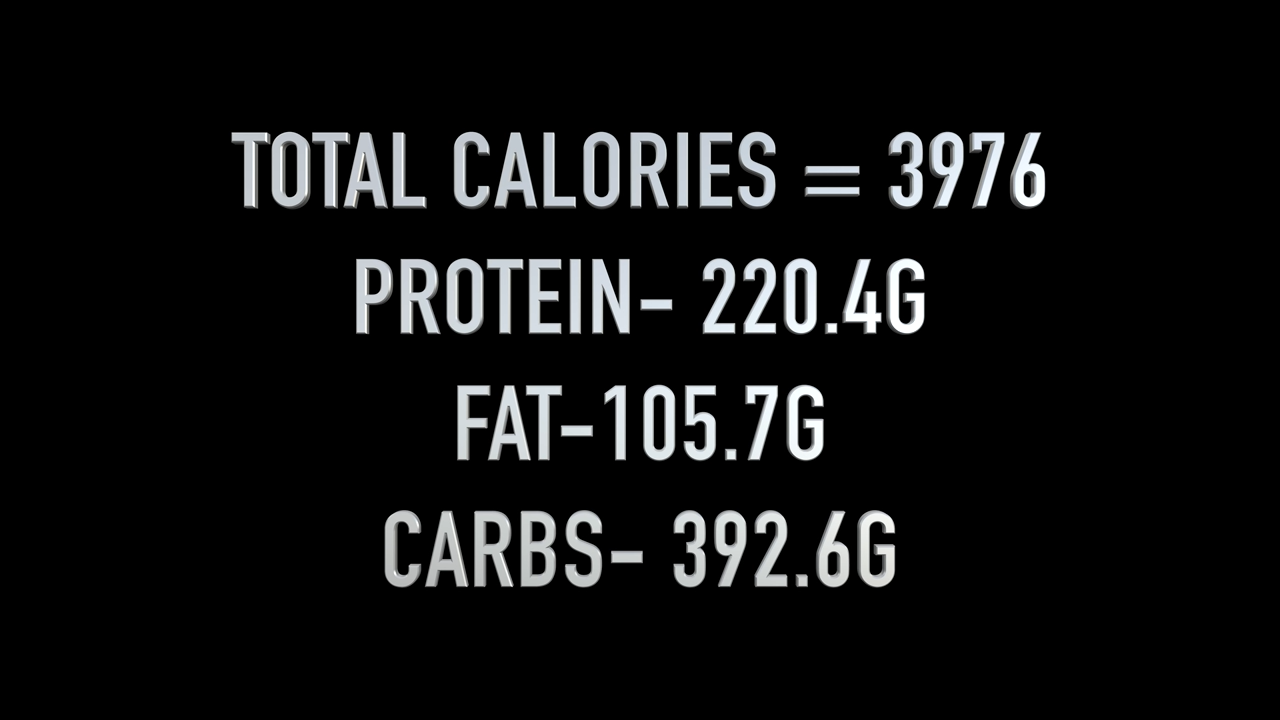 TOTAL CALORIES = 3976
PROTEIN- 220.4G
FAT-105.7G
CARBS- 392.6G